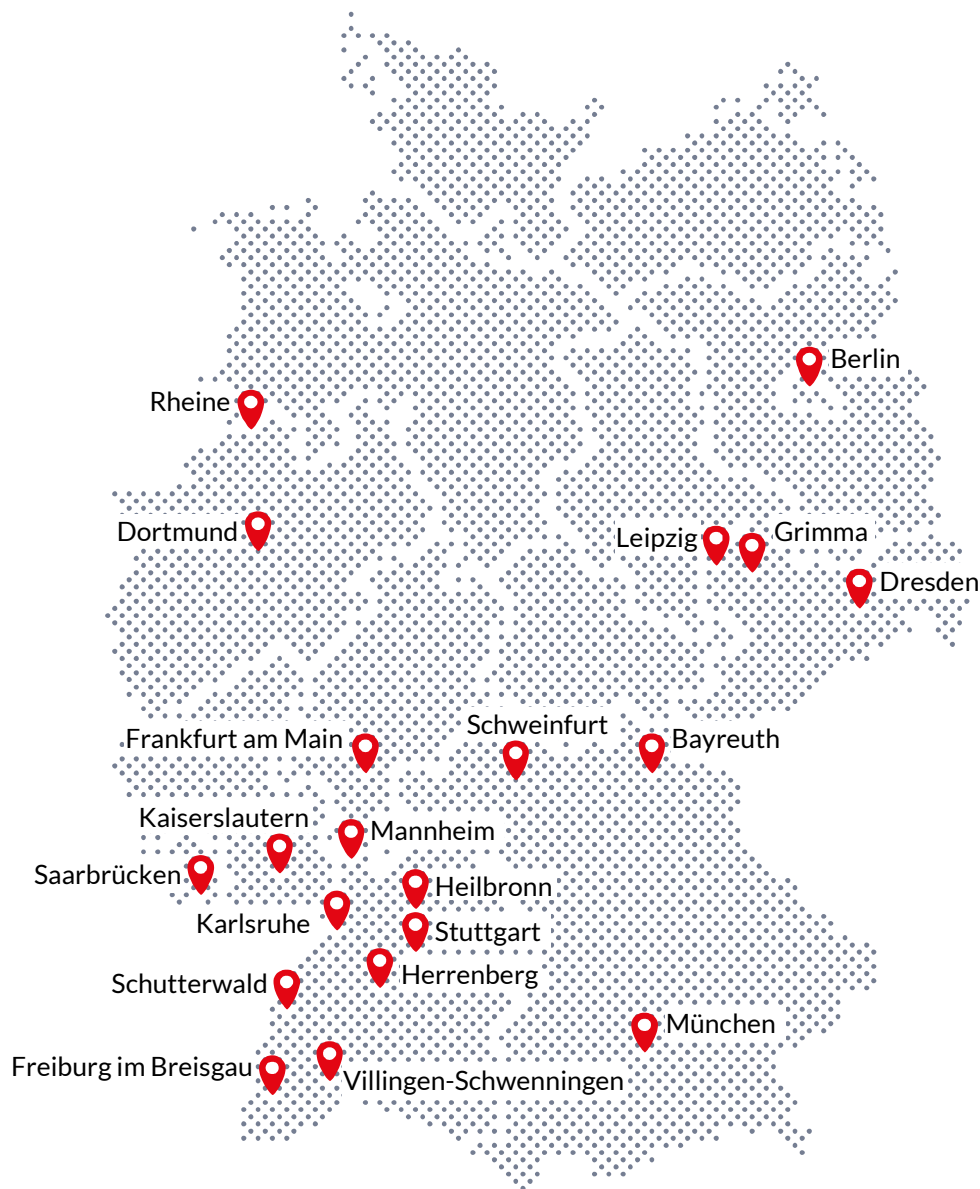 Berlin
Rheine
Dortmund
Leipzig
Grimma
Dresden
Schweinfurt
Frankfurt am Main
Bayreuth
Kaiserslautern
Mannheim
Saarbrücken
Heilbronn
Karlsruhe
Stuttgart
Herrenberg
Schutterwald
München
Freiburg im Breisgau
Villingen-Schwenningen